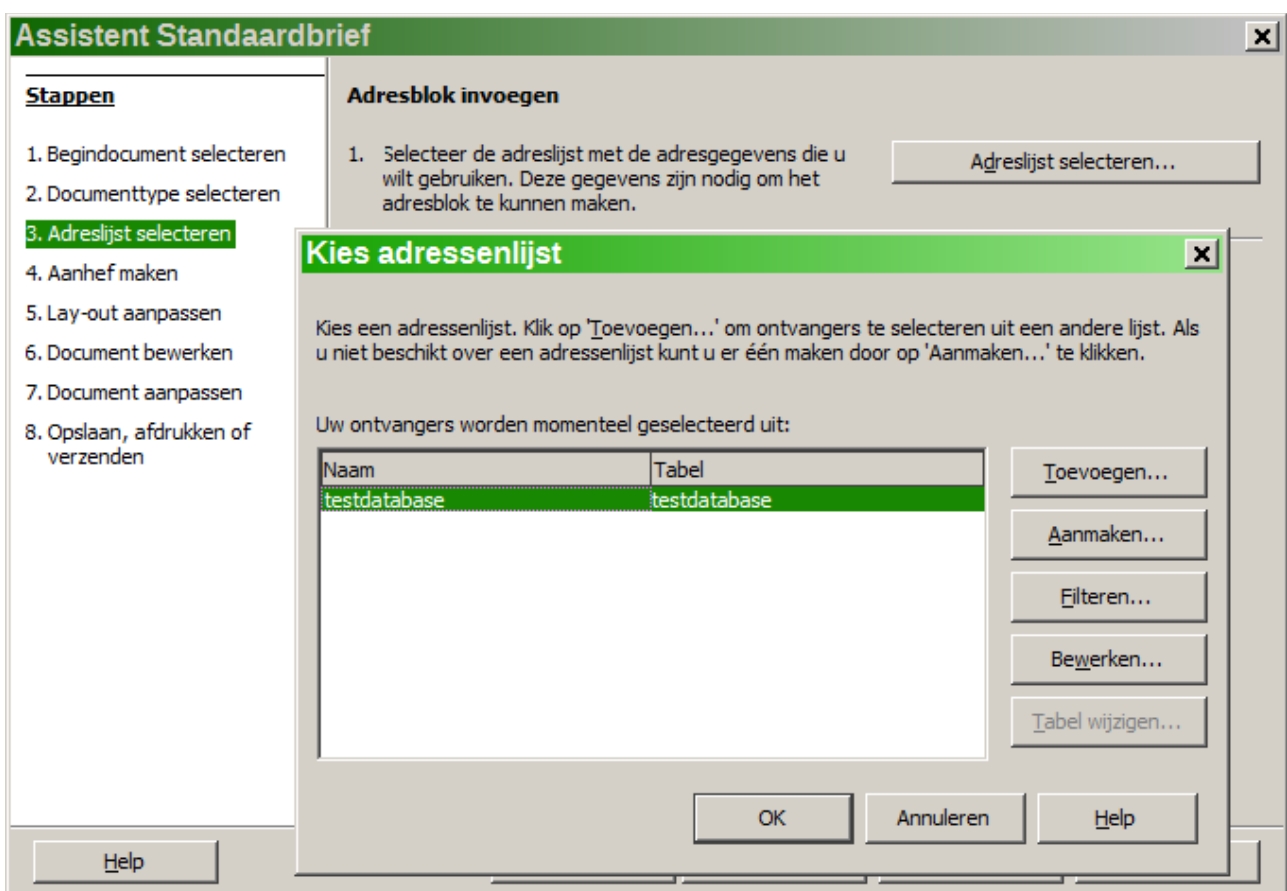 Assistent Standaardbrief
Stappen
1. Begindocument selecteren
2. Documenttype selecteren
3. Adreslijst selecteren
4. Aanhef maken
5. Lay-out aanpassen
6. Document bewerken
7. Document aanpassen
8. Opslaan, afdrukken of
verzenden
Adresblok invoegen
1. Selecteer de adreslijst met de adresgegevens die u
wilt gebruiken. Deze gegevens zijn nodig om het
adresblok te kunnen maken.
Adreslijst selecteren...
Kies adressenlijst
Kies een adressenlijst. Klik op 'Toevoegen...' om ontvangers te selecteren uit een andere lijst. Als
u niet beschikt over een adressenlijst kunt u er één maken door op 'Aanmaken...' te klikken.
Uw ontvangers worden momenteel geselecteerd uit:
Naam Tabel
testdatabase testdatabase
Toevoegen...
Aanmaken...
Filteren...
Bewerken...
Tabel wijzigen...
OK Annuleren Help
Help